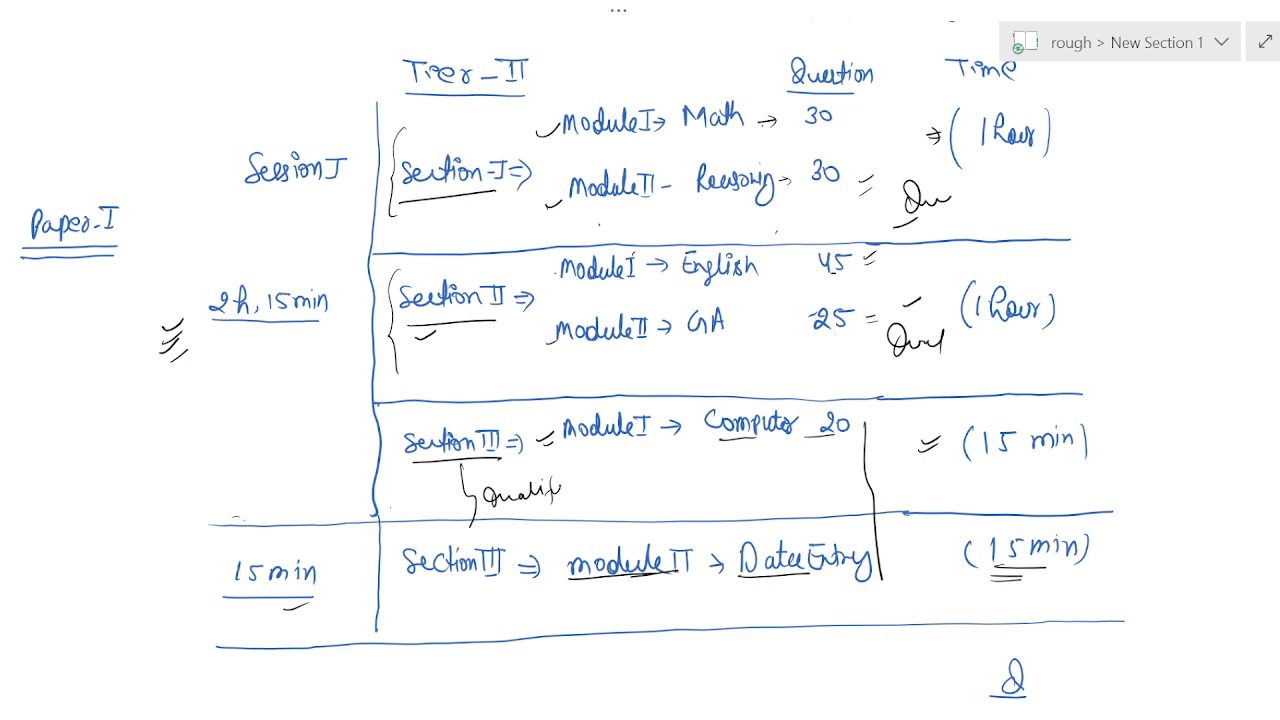 rough > New Section 1
Tier-II Question Time
Session I
Section-I ⇒ Module I → Math → 30 ⇒ (1 Hour)
Module II - Reasoning → 30 =
Paper-I
2h, 15min
Section II ⇒ Module I → English 45 =
Module II → GA 25 = (1 Hour)
Section III ⇒ Module I → Computer 20 (15 min)
Qualify
15min Section III ⇒ module II → Data Entry (15 min)